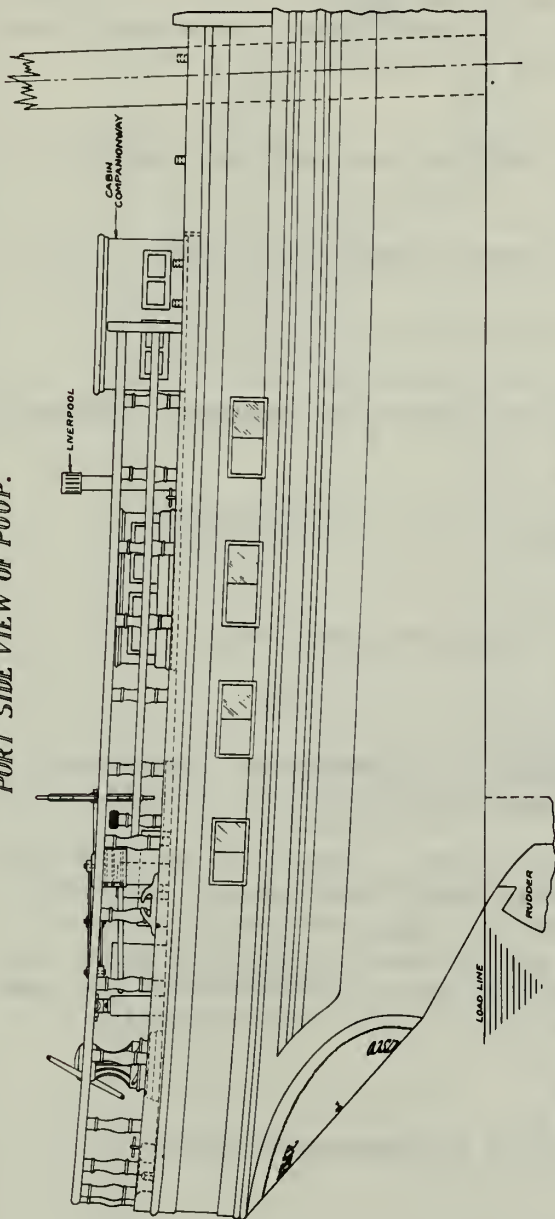 PORT SIDE VIEW OF POOP.
CABIN
COMPANIONWAY
LIVERPOOL
LOAD LINE
RUDDER